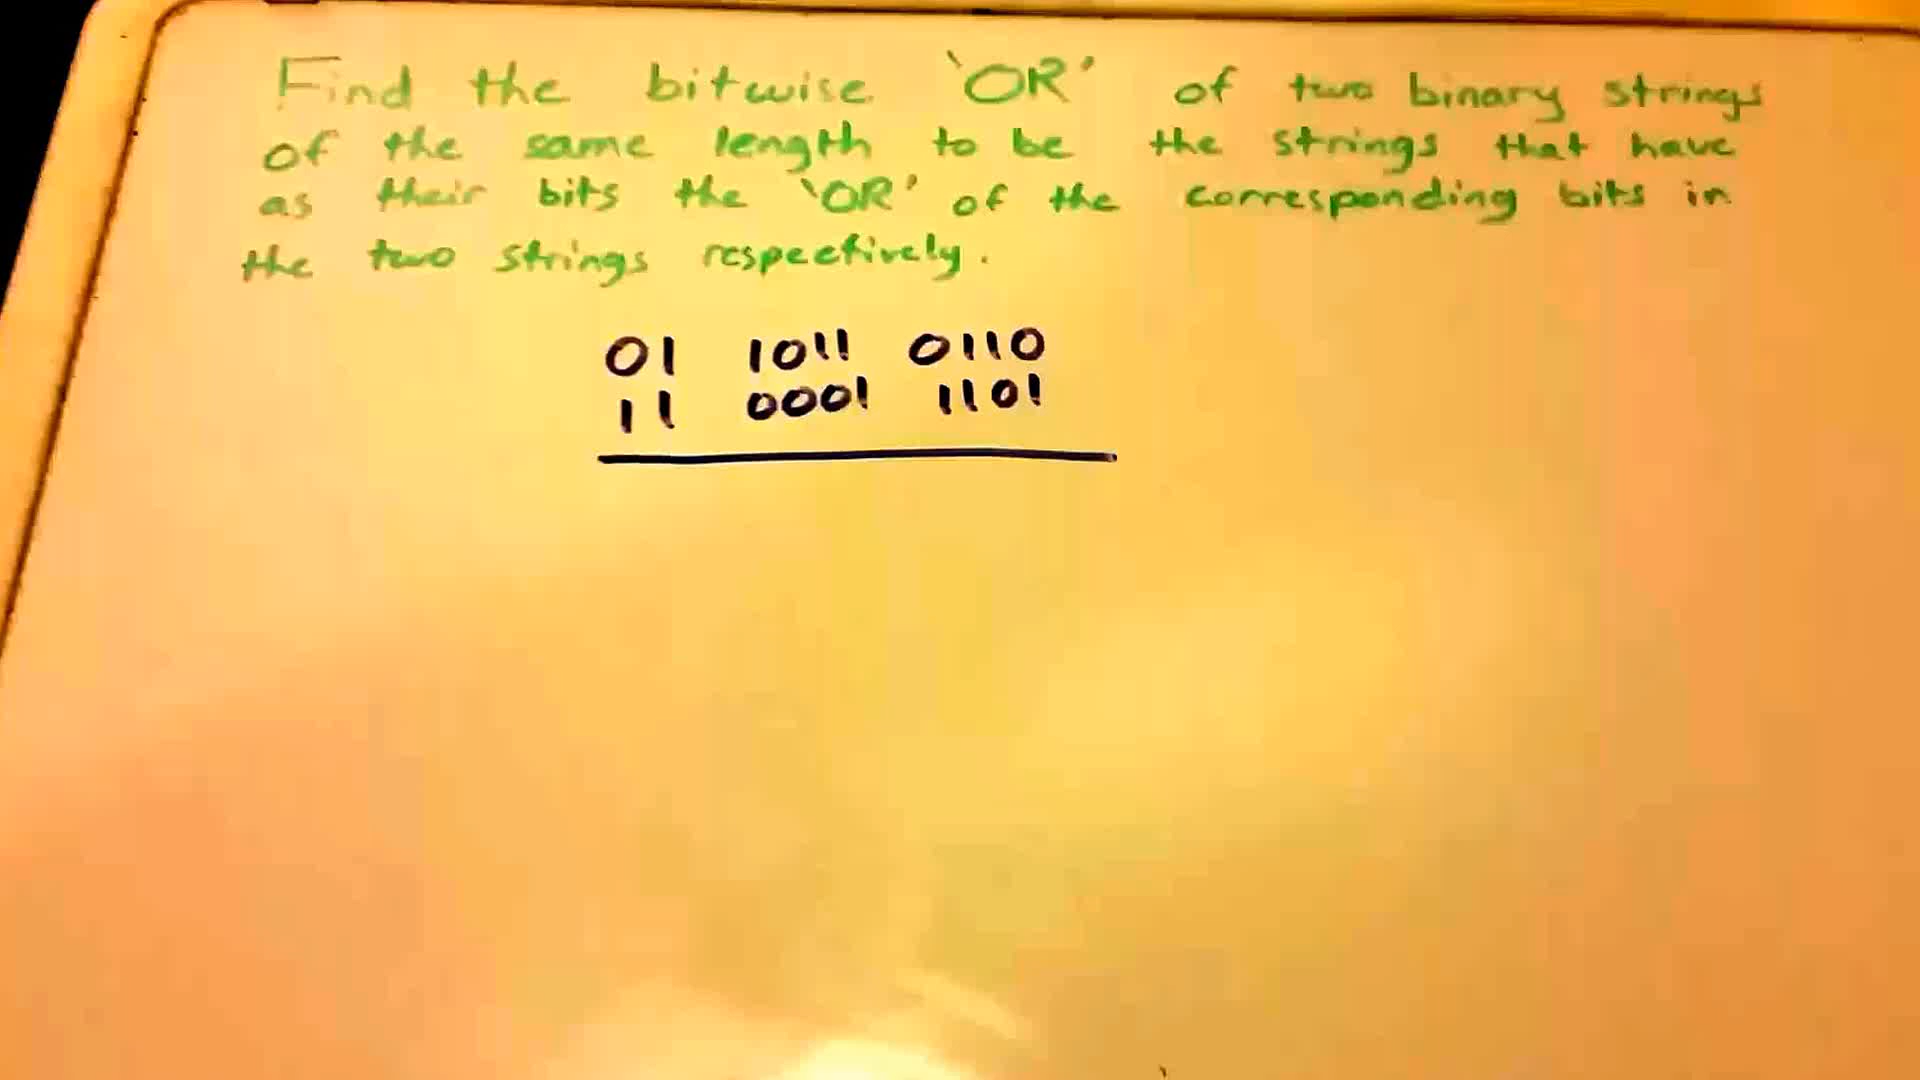 Find the bitwise 'OR' of two binary strings
of the same length to be the strings that have
as their bits the 'OR' of the corresponding bits in
the two strings respectively.
01 1011 0110
11 0001 1101